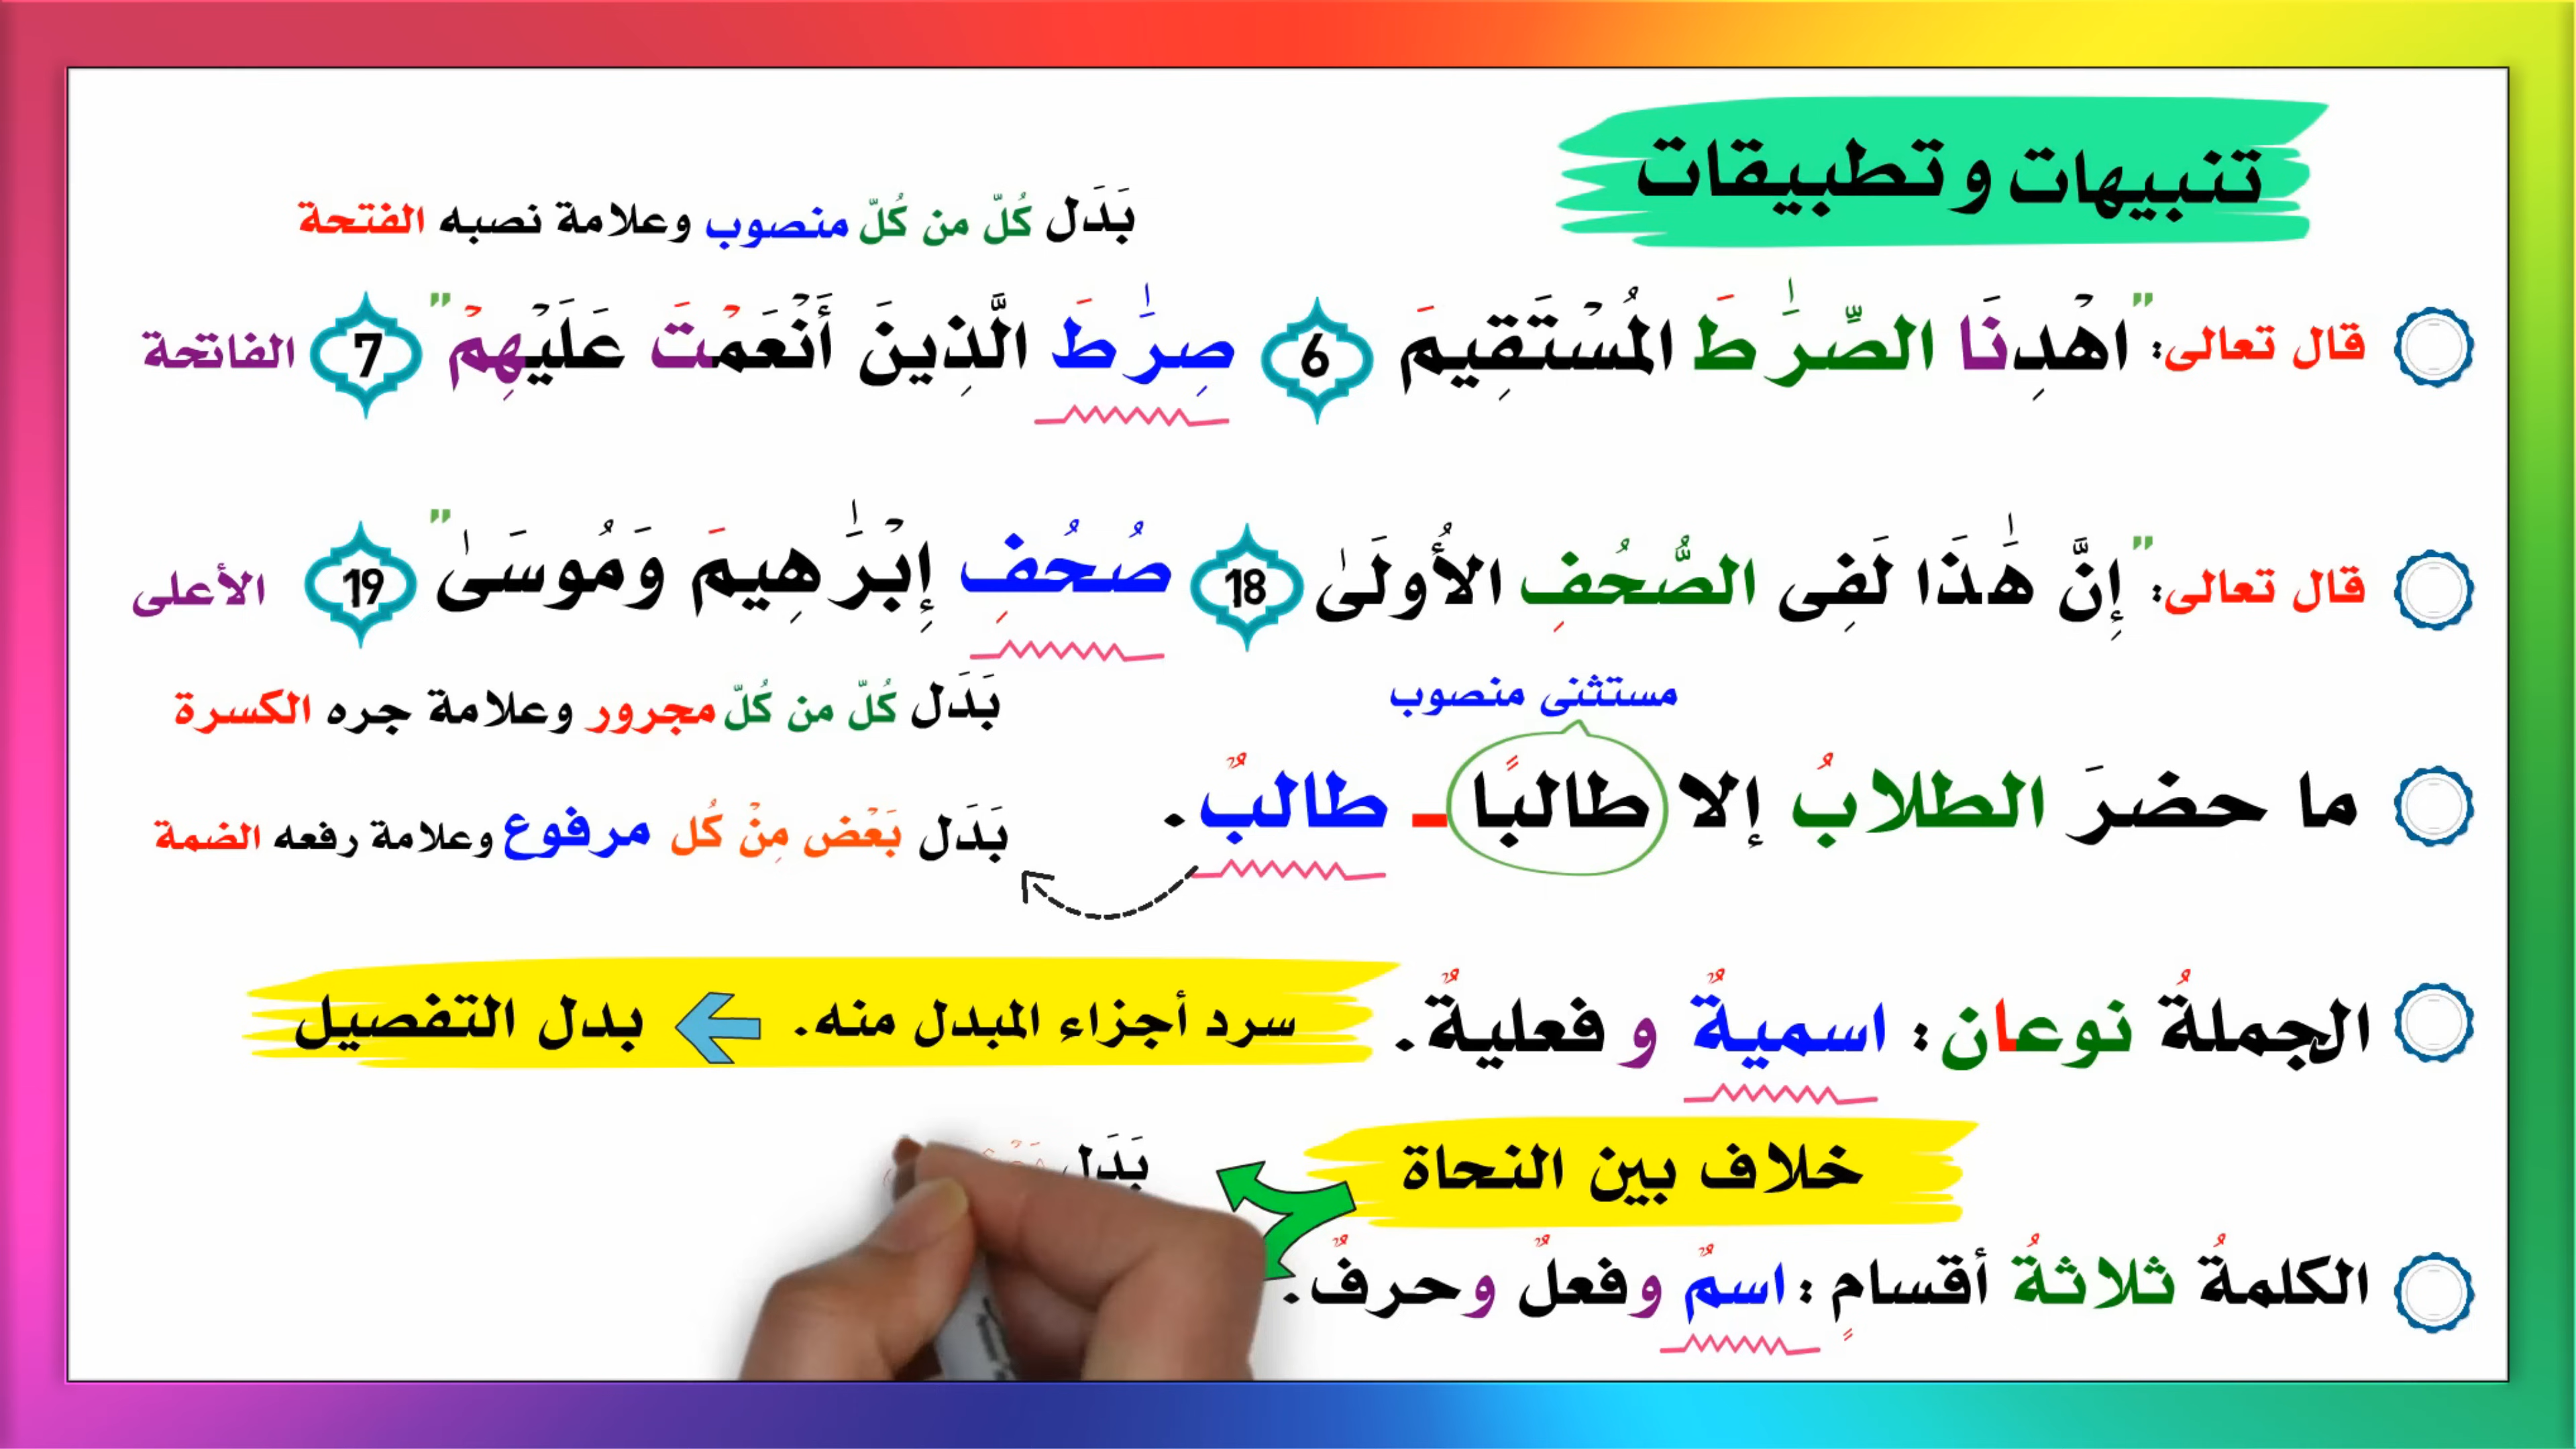 تنبيهات وتطبيقات
بَدَل كُلّ من كُلّ منصوب وعلامة نصبه الفتحة
قال تعالى: "اهْدِنَا الصِّرَٰطَ المُسْتَقِيمَ 6 صِرَٰطَ الَّذِينَ أَنْعَمْتَ عَلَيْهِمْ" 7 الفاتحة
قال تعالى: "إِنَّ هَٰذَا لَفِى الصُّحُفِ الأُولَىٰ 18 صُحُفِ إِبْرَٰهِيمَ وَمُوسَىٰ" 19 الأعلى
بَدَل كُلّ من كُلّ مجرور وعلامة جره الكسرة
مستثنى منصوب
ما حضرَ الطلابُ إلا طالبًا - طالبٌ.
بَدَل بَعْض مِنْ كُل مرفوع وعلامة رفعه الضمة
الجملةُ نوعان: اسميةٌ و فعليةٌ.
سرد أجزاء المبدل منه. بدل التفصيل
خلاف بين النحاة
بَدَل
الكلمةُ ثلاثةُ أقسامٍ: اسمٌ وفعلٌ وحرفٌ.